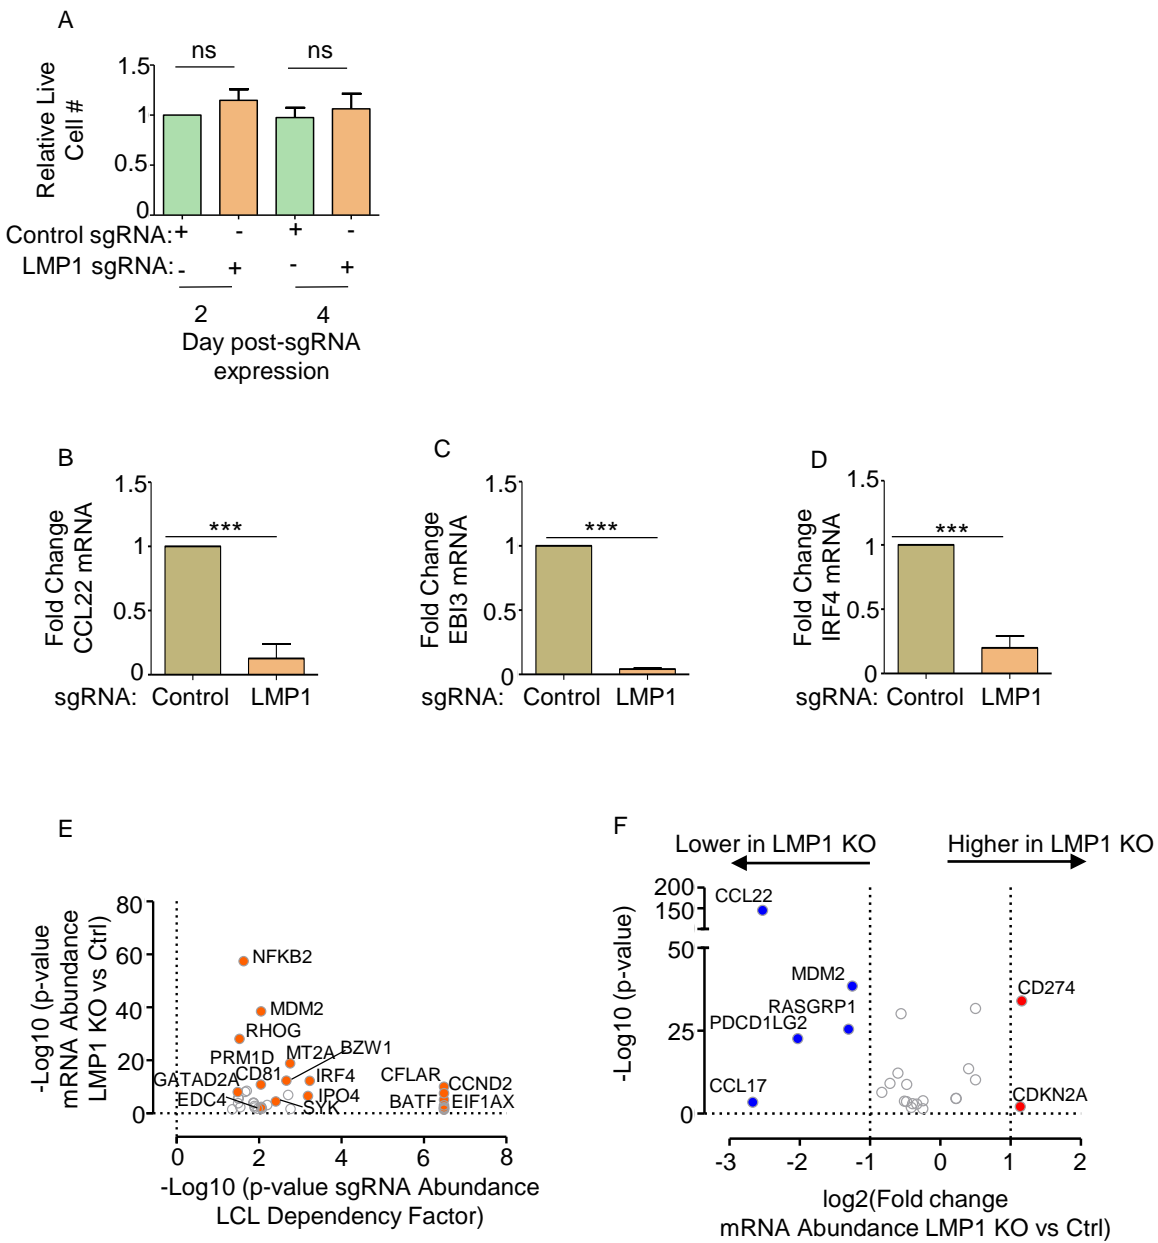 A
ns ns
1.5
1
0.5
0
Relative Live
Cell #
Control sgRNA: + - + -
LMP1 sgRNA: - + - +
2 4
Day post-sgRNA
expression
B
1.5
1
0.5
0
Fold Change
CCL22 mRNA
***
sgRNA: Control LMP1
C
1.5
1
0.5
0
Fold Change
EBI3 mRNA
***
sgRNA: Control LMP1
D
1.5
1
0.5
0
Fold Change
IRF4 mRNA
***
sgRNA: Control LMP1
E
80
60
40
20
0
-Log10 (p-value
mRNA Abundance
LMP1 KO vs Ctrl)
NFKB2
MDM2
RHOG
PRM1D MT2A BZW1
GATAD2A CD81 IRF4
EDC4 SYK IPO4
CFLAR CCND2
BATF EIF1AX
0 2 4 6 8
-Log10 (p-value sgRNA Abundance
LCL Dependency Factor)
F
Lower in LMP1 KO Higher in LMP1 KO
200
150
50
25
0
-Log10 (p-value)
CCL22
MDM2
RASGRP1
PDCD1LG2
CCL17
CD274
CDKN2A
-3 -2 -1 0 1 2
log2(Fold change
mRNA Abundance LMP1 KO vs Ctrl)